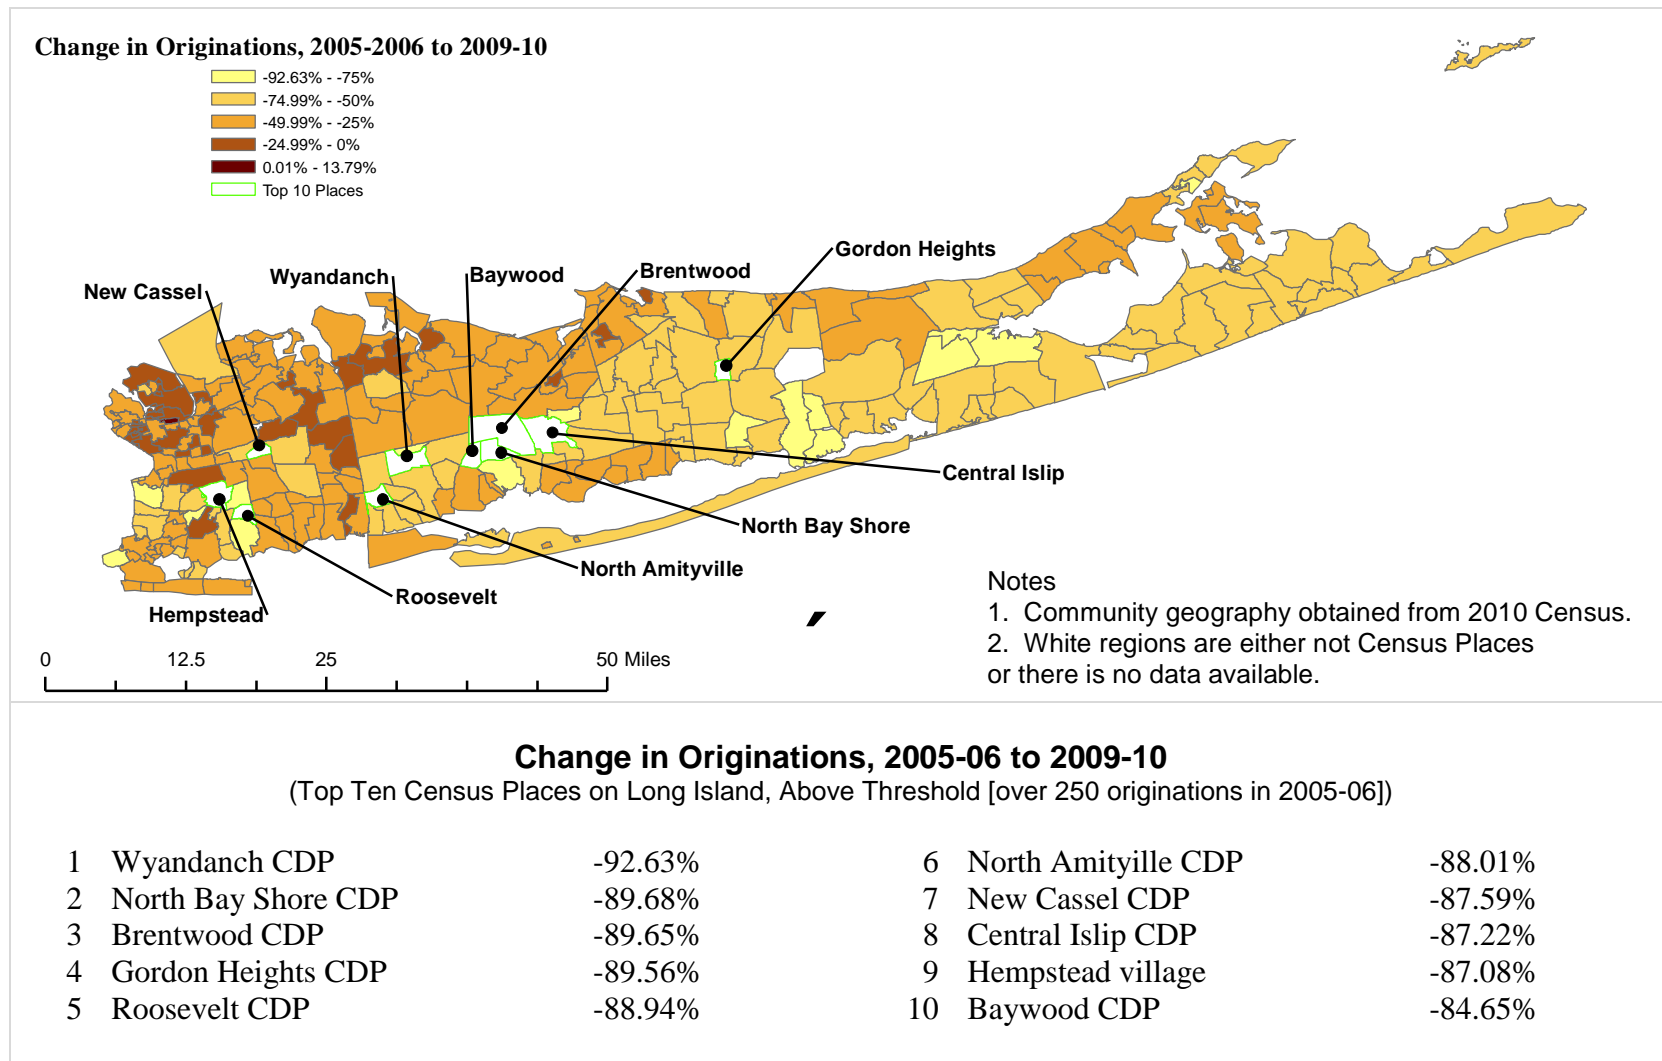 Change in Originations, 2005-2006 to 2009-10
-92.63% - -75%
-74.99% - -50%
-49.99% - -25%
-24.99% - 0%
0.01% - 13.79%
Top 10 Places
Gordon Heights
Brentwood
Baywood
Wyandanch
New Cassel
Central Islip
North Bay Shore
North Amityville
Roosevelt
Hempstead
0 12.5 25 50 Miles
Notes
1. Community geography obtained from 2010 Census.
2. White regions are either not Census Places
or there is no data available.
Change in Originations, 2005-06 to 2009-10
(Top Ten Census Places on Long Island, Above Threshold [over 250 originations in 2005-06])
1 Wyandanch CDP -92.63% 6 North Amityville CDP -88.01%
2 North Bay Shore CDP -89.68% 7 New Cassel CDP -87.59%
3 Brentwood CDP -89.65% 8 Central Islip CDP -87.22%
4 Gordon Heights CDP -89.56% 9 Hempstead village -87.08%
5 Roosevelt CDP -88.94% 10 Baywood CDP -84.65%